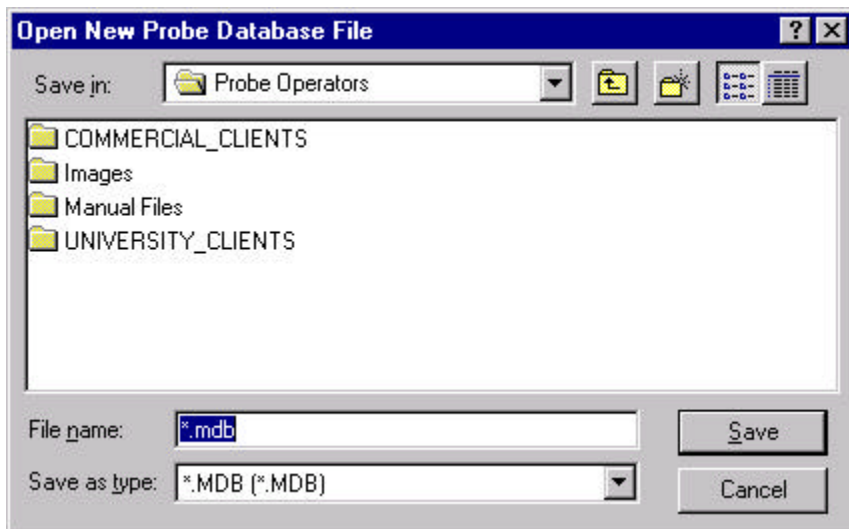 Open New Probe Database File
Save in: Probe Operators
COMMERCIAL_CLIENTS
Images
Manual Files
UNIVERSITY_CLIENTS
File name: *.mdb Save
Save as type: *.MDB (*.MDB) Cancel